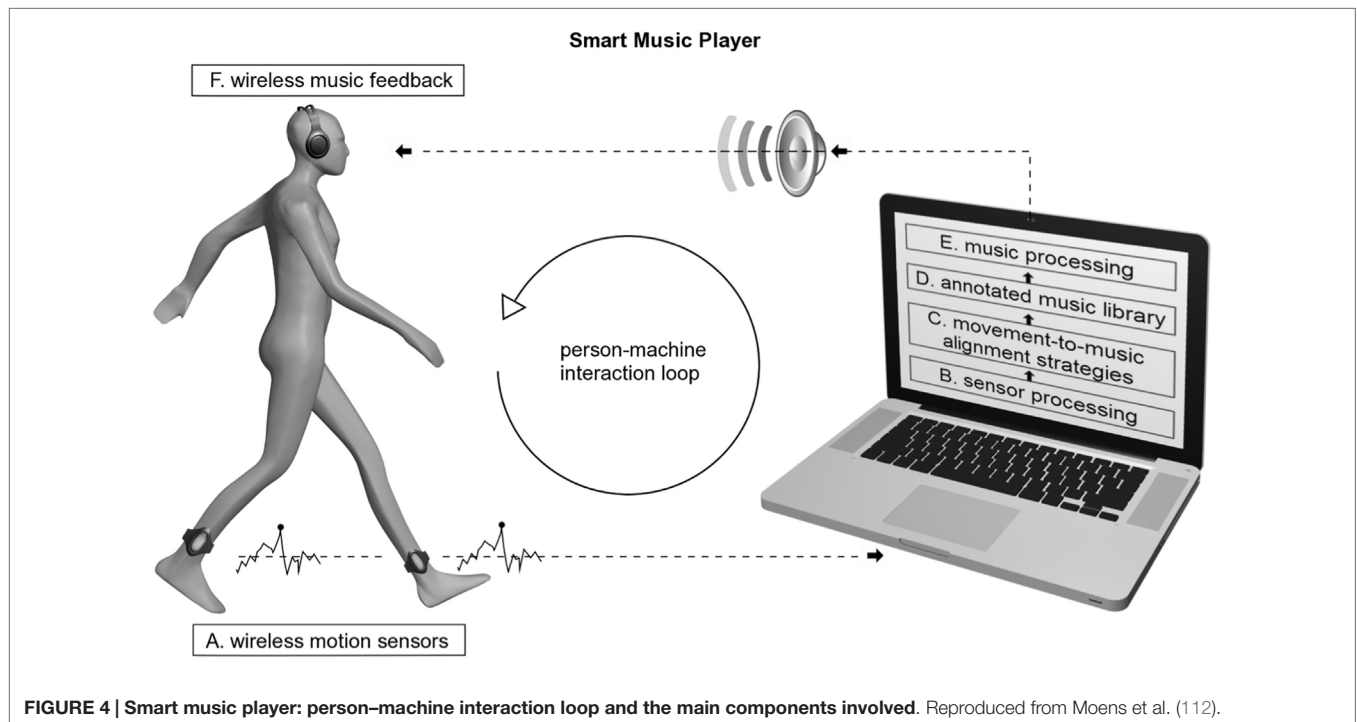 Smart Music Player
F. wireless music feedback
E. music processing
D. annotated music library
C. movement-to-music
alignment strategies
B. sensor processing
person-machine
interaction loop
A. wireless motion sensors
FIGURE 4 | Smart music player: person–machine interaction loop and the main components involved. Reproduced from Moens et al. (112).